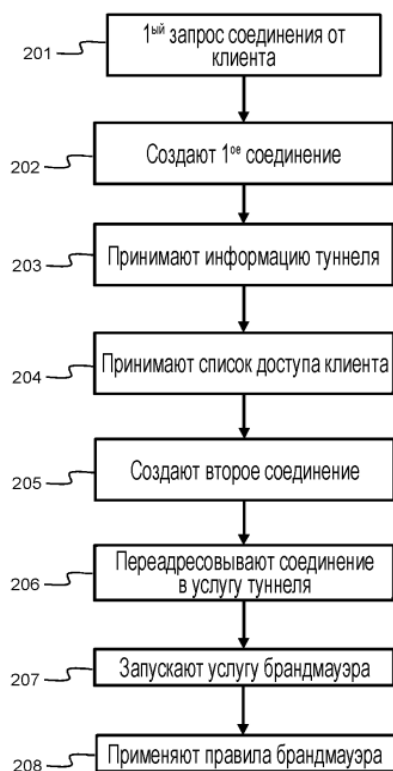 201
1ый запрос соединения от
клиента
202
Создают 1ое соединение
203
Принимают информацию туннеля
204
Принимают список доступа клиента
205
Создают второе соединение
206
Переадресовывают соединение
в услугу туннеля
207
Запускают услугу брандмауэра
208
Применяют правила брандмауэра